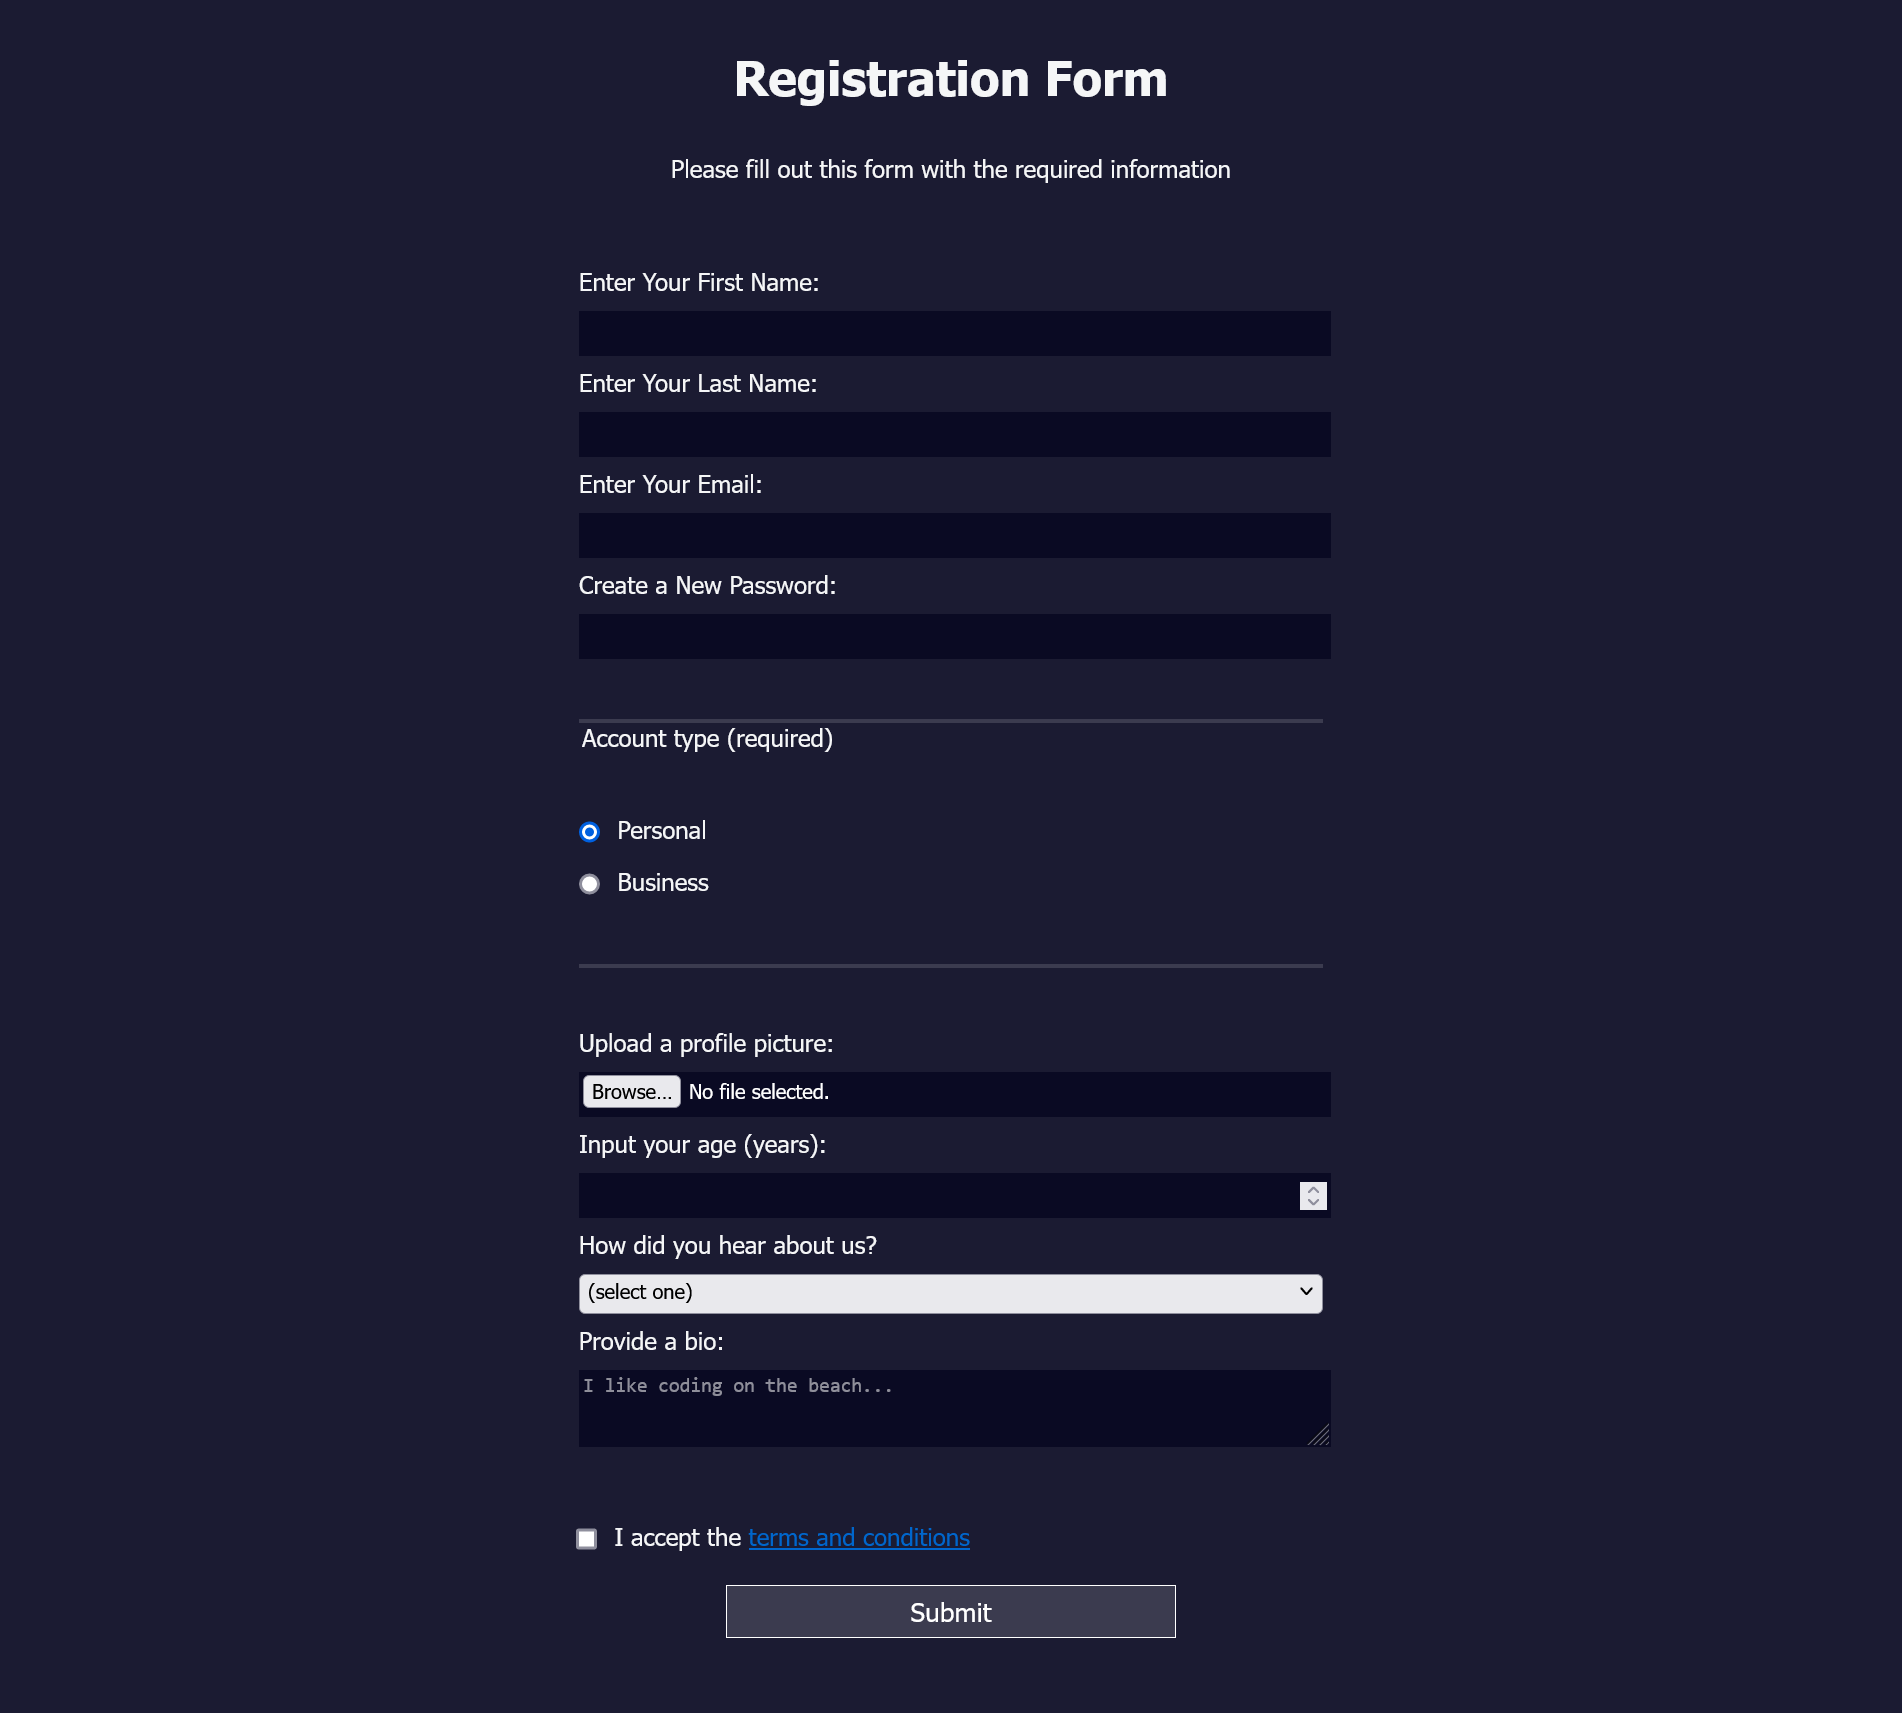 Registration Form
Please fill out this form with the required information
Enter Your First Name:
Enter Your Last Name:
Enter Your Email:
Create a New Password:
Account type (required)
Personal
Business
Upload a profile picture:
Browse... No file selected.
Input your age (years):
How did you hear about us?
(select one)
Provide a bio:
I like coding on the beach...
I accept the terms and conditions
Submit